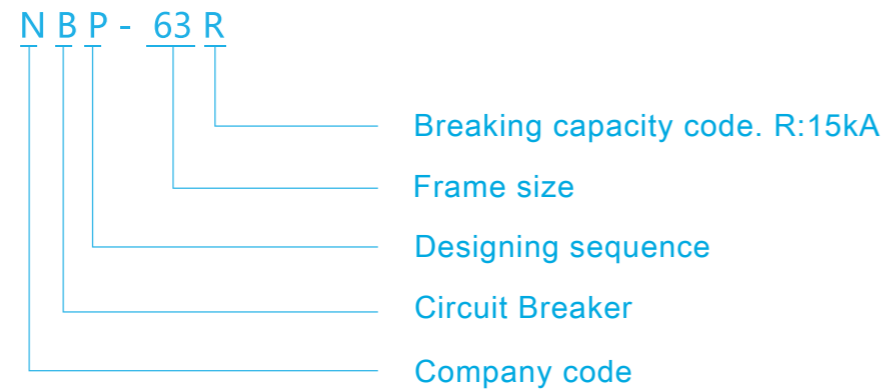 N B P - 63 R
Breaking capacity code. R:15kA
Frame size
Designing sequence
Circuit Breaker
Company code